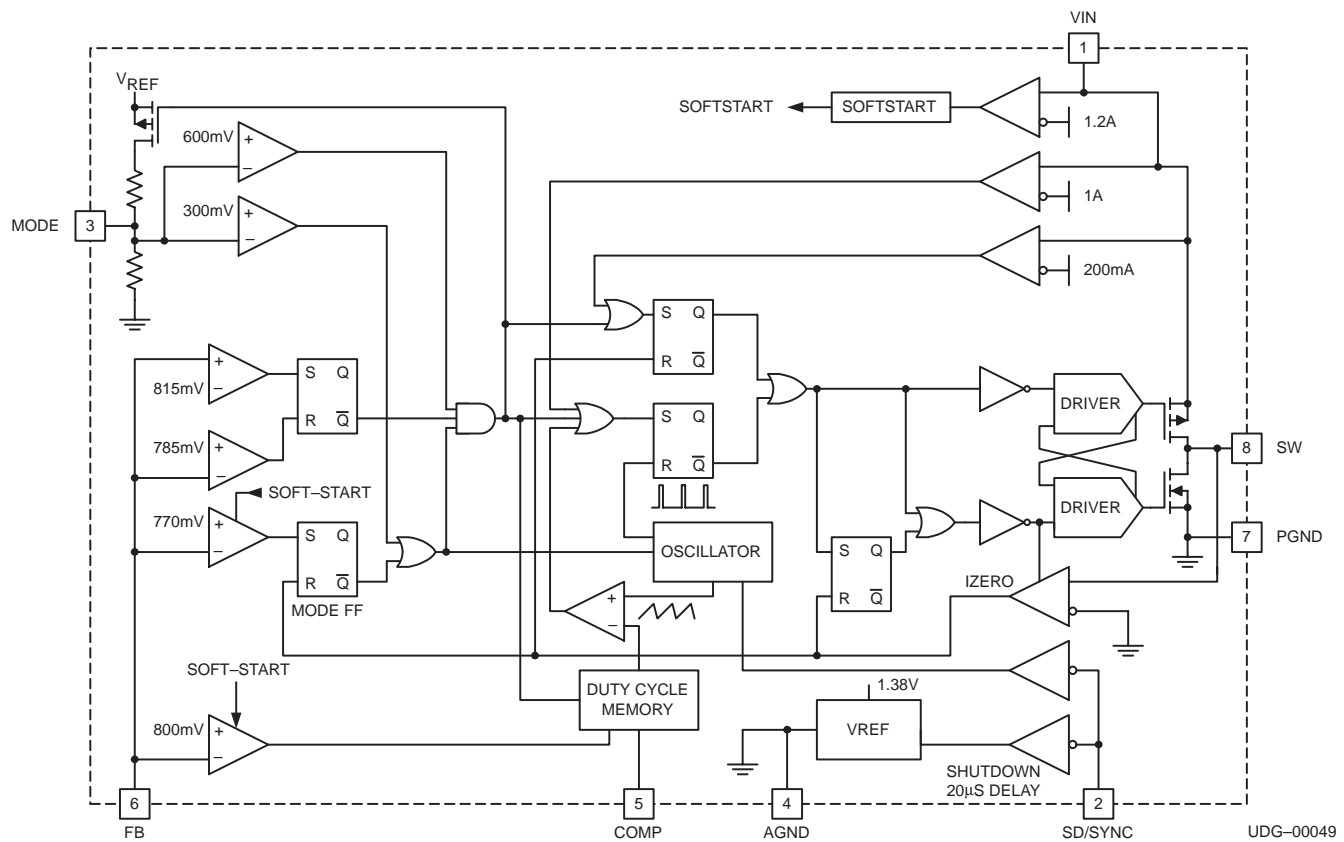 VIN
1
VREF
SOFTSTART
SOFTSTART
1.2A
600mV
+
–
1A
MODE
3
300mV
+
–
200mA
S Q
R Q̅
+
815mV
–
S Q
R Q̅
785mV
+
–
S Q
R Q̅
DRIVER
8
SW
SOFT–START
770mV
+
–
S Q
R Q̅
MODE FF
OSCILLATOR
S Q
R Q̅
DRIVER
7
PGND
IZERO
+
–
SOFT–START
DUTY CYCLE
MEMORY
1.38V
VREF
800mV
+
–
SHUTDOWN
20µS DELAY
6
FB
5
COMP
4
AGND
2
SD/SYNC
UDG–00049